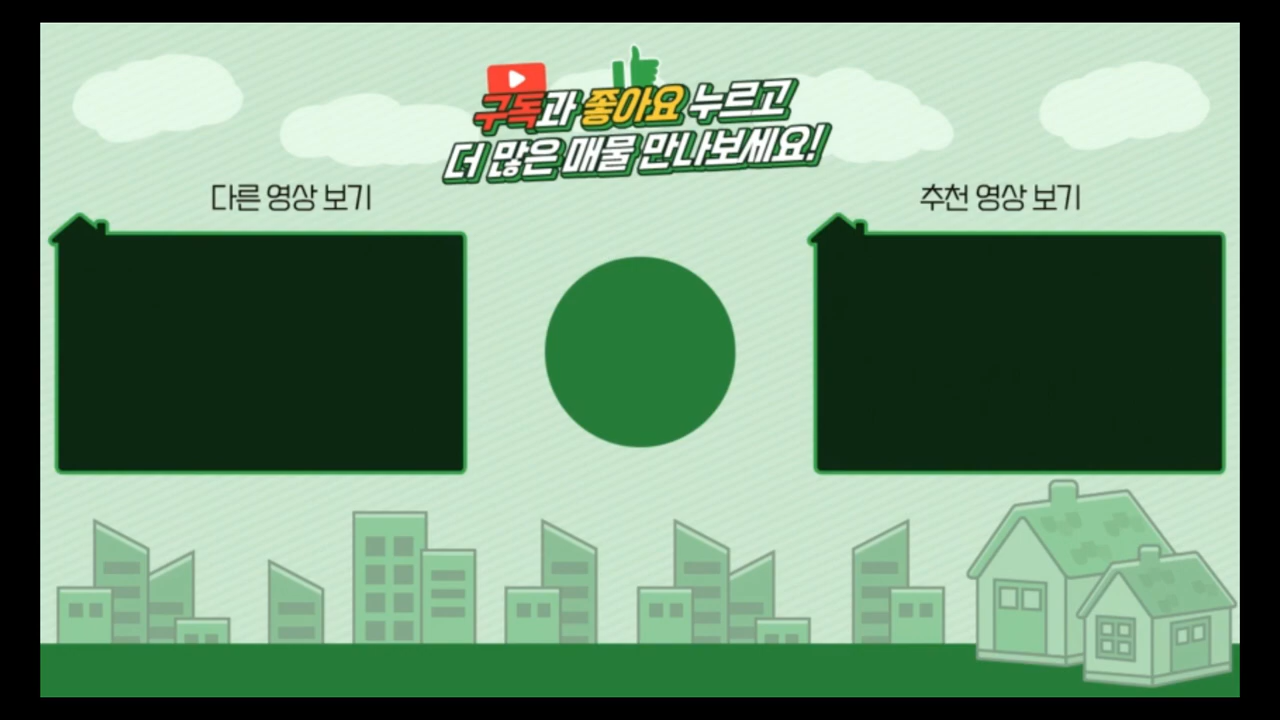 구독과 좋아요 누르고
더 많은 매물 만나보세요!
다른 영상 보기
추천 영상 보기